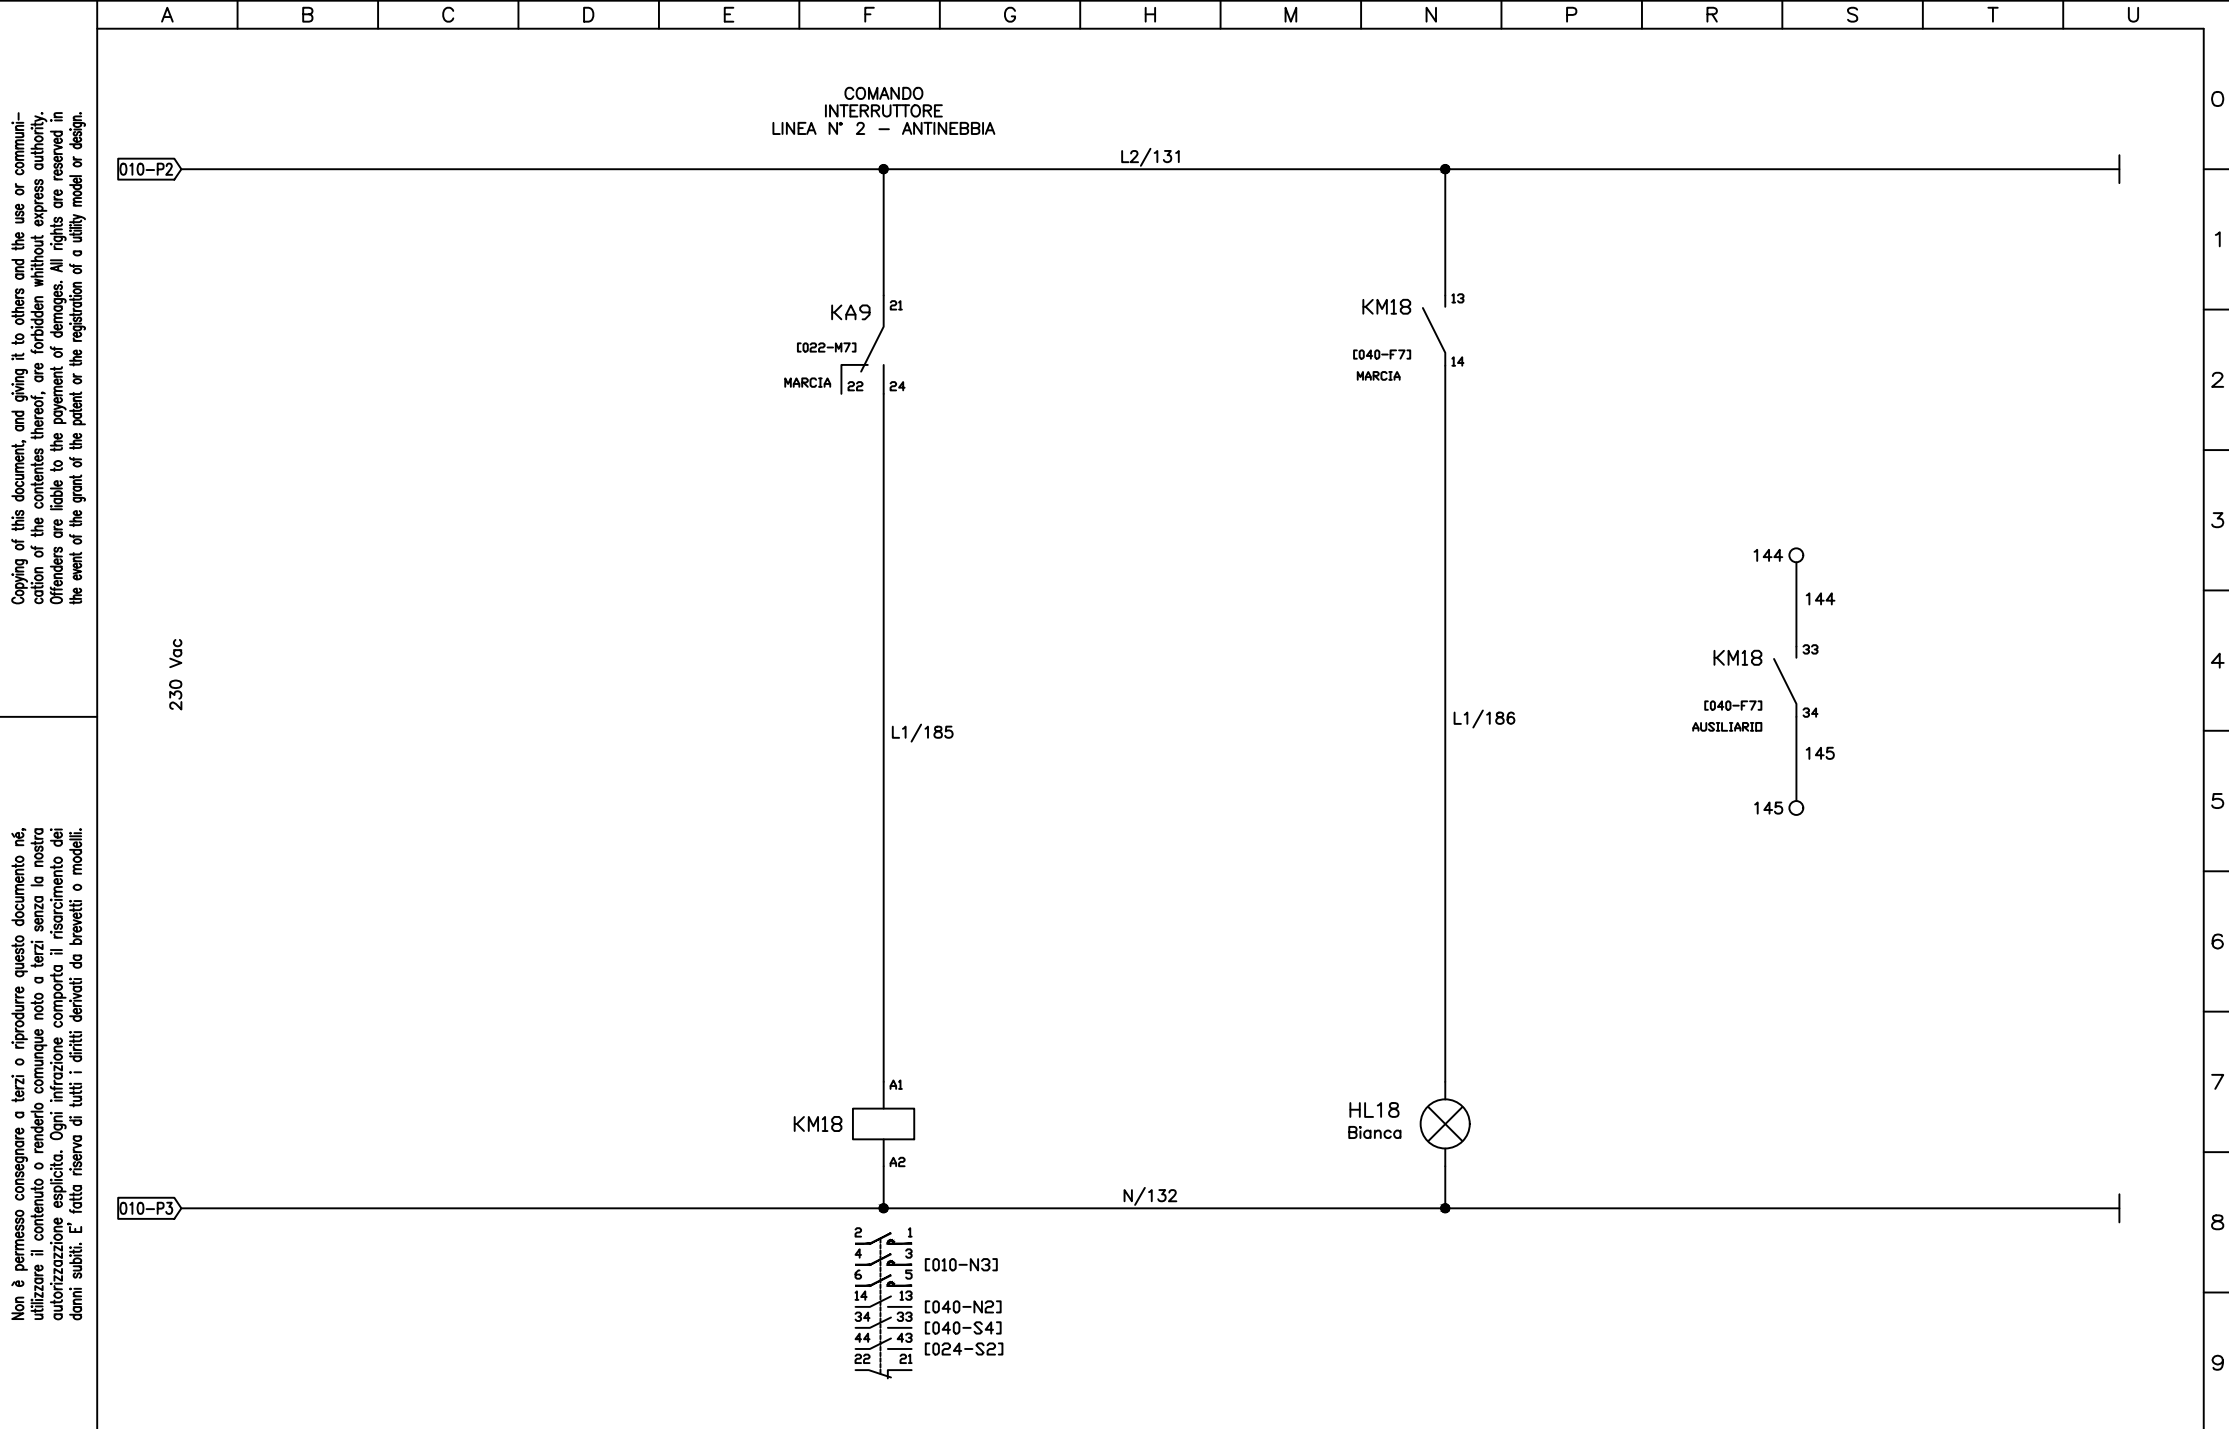 A B C D E F G H M N P R S T U
0
1
2
3
4
5
6
7
8
9
Copying of this document, and giving it to others and the use or communi-
cation of the contentes thereof, are forbidden whithout express authority.
Offenders are liable to the payement of demages. All rights are reserved in
the event of the grant of the patent or the registration of a utility model or design.
Non è permesso consegnare a terzi o riprodurre questo documento né,
utilizzare il contenuto o renderlo comunque noto a terzi senza la nostra
autorizzazzione esplicita. Ogni infrazione comporta il risarcimento dei
danni subiti. E' fatta riserva di tutti i diritti derivati da brevetti o modelli.
COMANDO
INTERRUTTORE
LINEA N° 2 - ANTINEBBIA
010-P2
L2/131
230 Vac
KA9
21
[022-M7]
MARCIA
22
24
L1/185
A1
KM18
A2
KM18
13
[040-F7]
14
MARCIA
L1/186
HL18
Bianca
144
144
33
KM18
[040-F7]
34
AUSILIARIO
145
145
010-P3
N/132
2 1
4 3
[010-N3]
6 5
14 13
[040-N2]
34 33
[040-S4]
44 43
[024-S2]
22 21